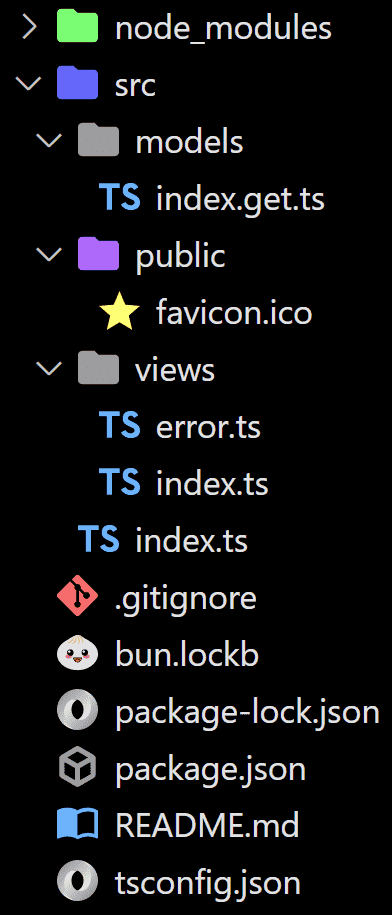 node_modules
src
models
TS index.get.ts
public
favicon.ico
views
TS error.ts
TS index.ts
TS index.ts
.gitignore
bun.lockb
package-lock.json
package.json
README.md
tsconfig.json